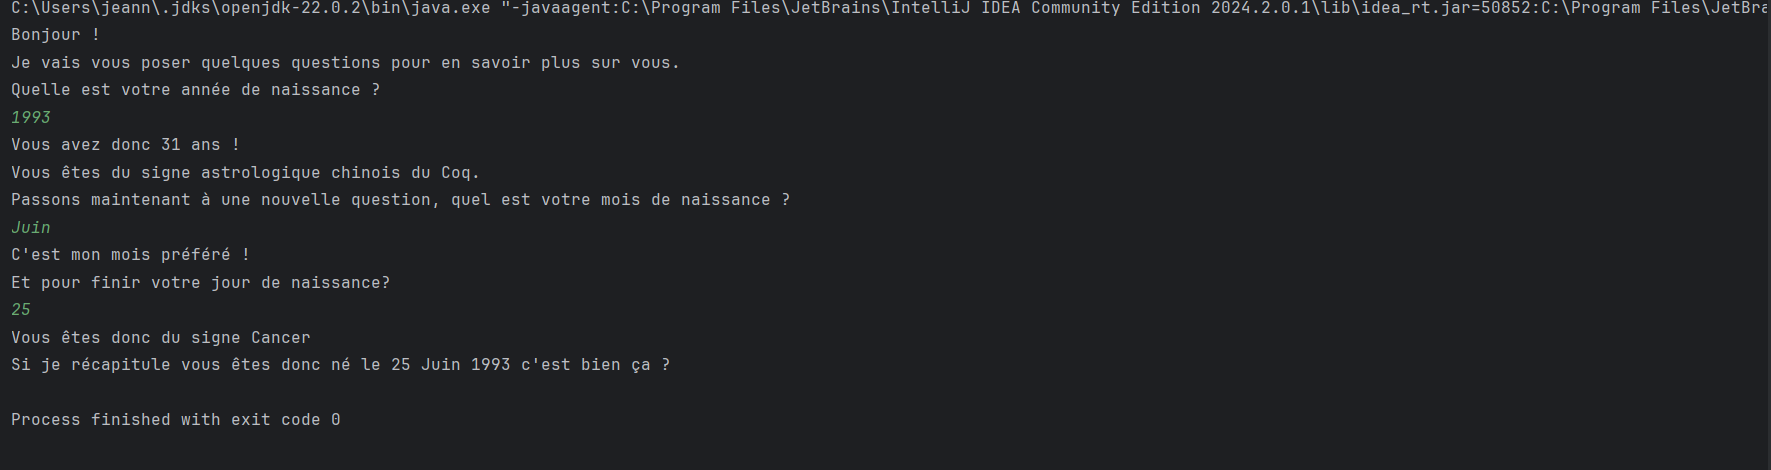 C:\Users\jeann\.jdks\openjdk-22.0.2\bin\java.exe "-javaagent:C:\Program Files\JetBrains\IntelliJ IDEA Community Edition 2024.2.0.1\lib\idea_rt.jar=50852:C:\Program Files\JetBra
Bonjour !
Je vais vous poser quelques questions pour en savoir plus sur vous.
Quelle est votre année de naissance ?
1993
Vous avez donc 31 ans !
Vous êtes du signe astrologique chinois du Coq.
Passons maintenant à une nouvelle question, quel est votre mois de naissance ?
Juin
C'est mon mois préféré !
Et pour finir votre jour de naissance?
25
Vous êtes donc du signe Cancer
Si je récapitule vous êtes donc né le 25 Juin 1993 c'est bien ça ?
Process finished with exit code 0